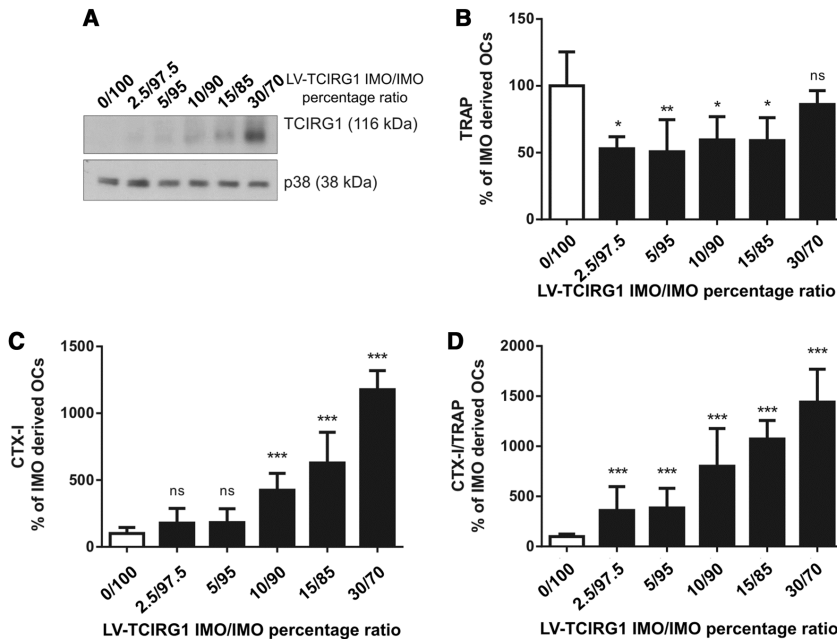 A
0/100
2.5/97.5
5/95
10/90
15/85
30/70
LV-TCIRG1 IMO/IMO
percentage ratio
TCIRG1 (116 kDa)
p38 (38 kDa)
B
TRAP
% of IMO derived OCs
150
100
50
0
*
**
*
*
ns
0/100
2.5/97.5
5/95
10/90
15/85
30/70
LV-TCIRG1 IMO/IMO percentage ratio
C
CTX-I
% of IMO derived OCs
1500
1000
500
0
ns
ns
***
***
***
0/100
2.5/97.5
5/95
10/90
15/85
30/70
LV-TCIRG1 IMO/IMO percentage ratio
D
CTX-I/TRAP
% of IMO derived OCs
2000
1500
1000
500
0
***
***
***
***
***
0/100
2.5/97.5
5/95
10/90
15/85
30/70
LV-TCIRG1 IMO/IMO percentage ratio